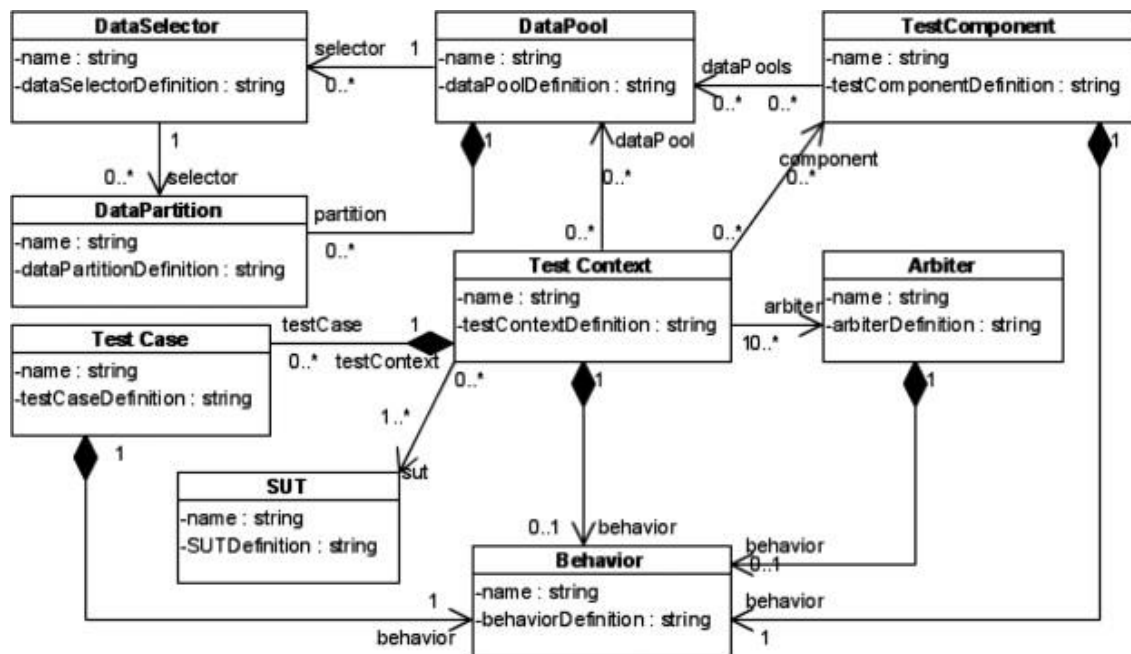 DataSelector
-name : string
-dataSelectorDefinition : string
selector
1
0..*
DataPool
-name : string
-dataPoolDefinition : string
dataPools
0..*
0..*
TestComponent
-name : string
-testComponentDefinition : string
1
0..*
selector
1
dataPool
0..*
0..*
component
0..*
0..*
1
DataPartition
-name : string
-dataPartitionDefinition : string
partition
0..*
Test Context
-name : string
-testContextDefinition : string
arbiter
10..*
Arbiter
-name : string
-arbiterDefinition : string
testCase
1
0..*
testContext
Test Case
-name : string
-testCaseDefinition : string
0..*
1..*
sut
1
1
1
SUT
-name : string
-SUTDefinition : string
0..1
behavior
behavior
0..1
behavior
1
1
behavior
Behavior
-name : string
-behaviorDefinition : string